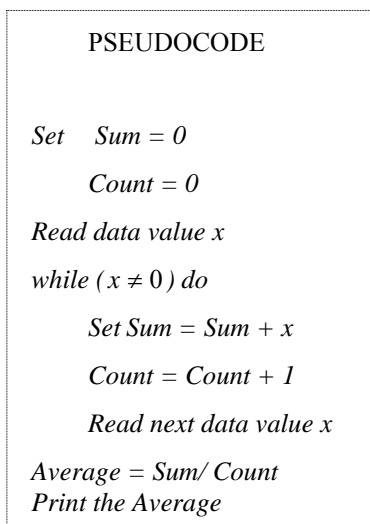 PSEUDOCODE
Set Sum = 0
Count = 0
Read data value x
while ( x ≠ 0 ) do
Set Sum = Sum + x
Count = Count + 1
Read next data value x
Average = Sum/ Count
Print the Average